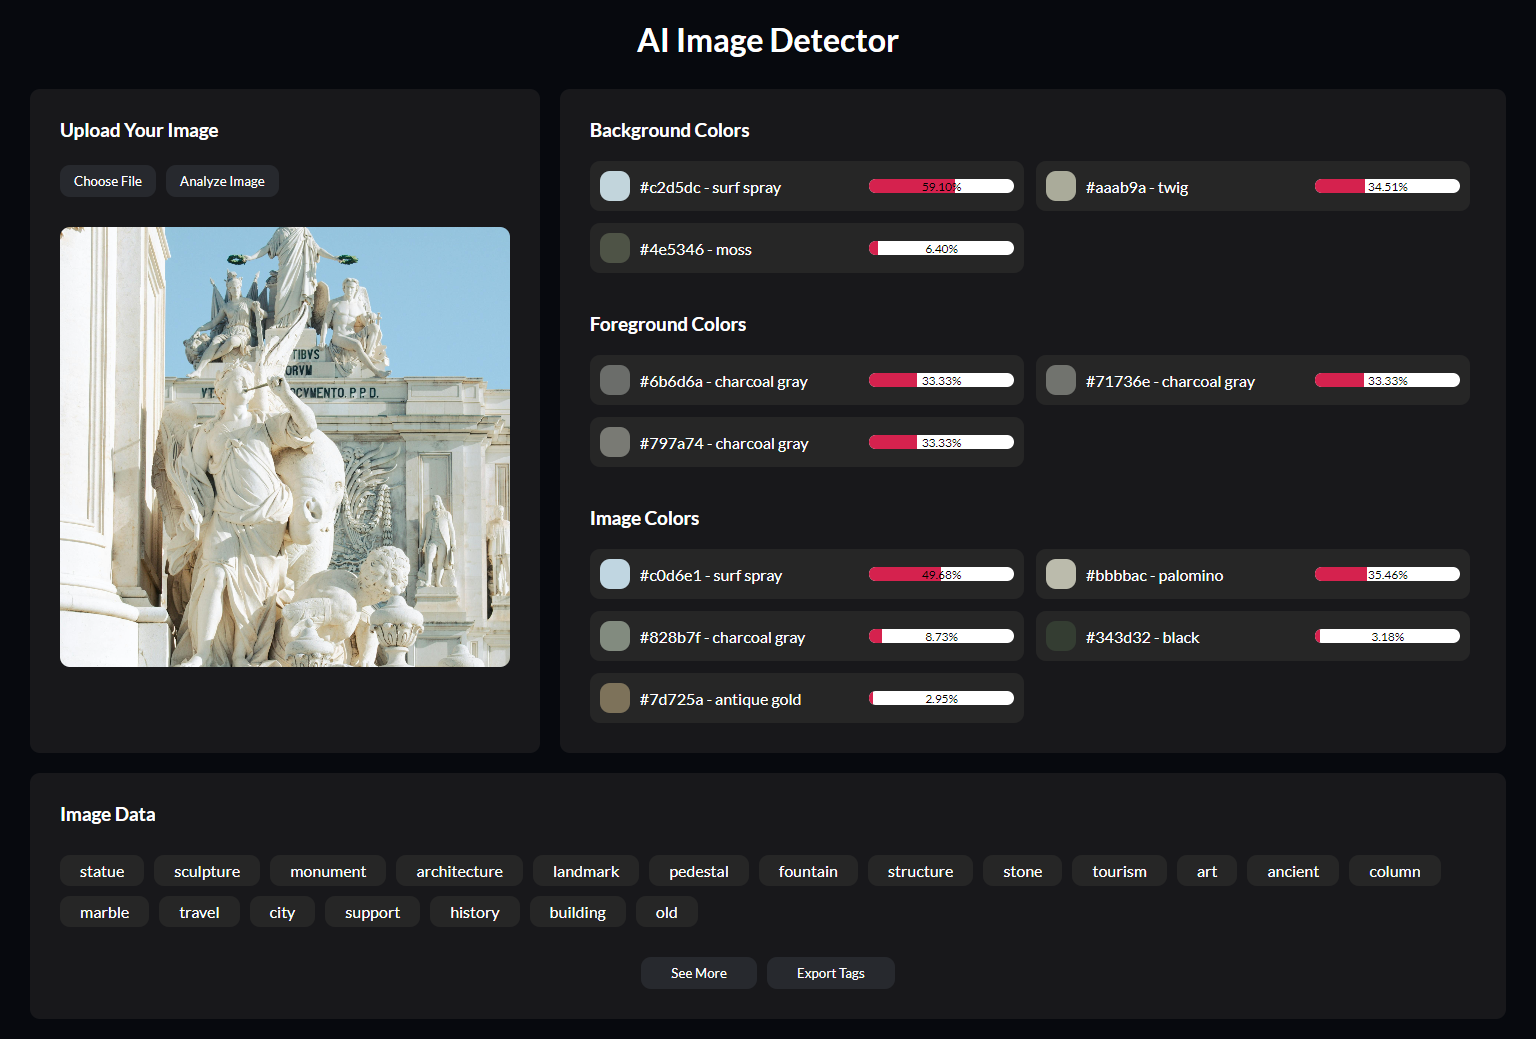 AI Image Detector
Upload Your Image
Choose File
Analyze Image
TIBVS
ORVM
CVMENTO. P. P. D.
Background Colors
#c2d5dc - surf spray
59.10%
#aaab9a - twig
34.51%
#4e5346 - moss
6.40%
Foreground Colors
#6b6d6a - charcoal gray
33.33%
#71736e - charcoal gray
33.33%
#797a74 - charcoal gray
33.33%
Image Colors
#c0d6e1 - surf spray
49.68%
#bbbbac - palomino
35.46%
#828b7f - charcoal gray
8.73%
#343d32 - black
3.18%
#7d725a - antique gold
2.95%
Image Data
statue sculpture monument architecture landmark pedestal fountain structure stone tourism art ancient column
marble travel city support history building old
See More
Export Tags